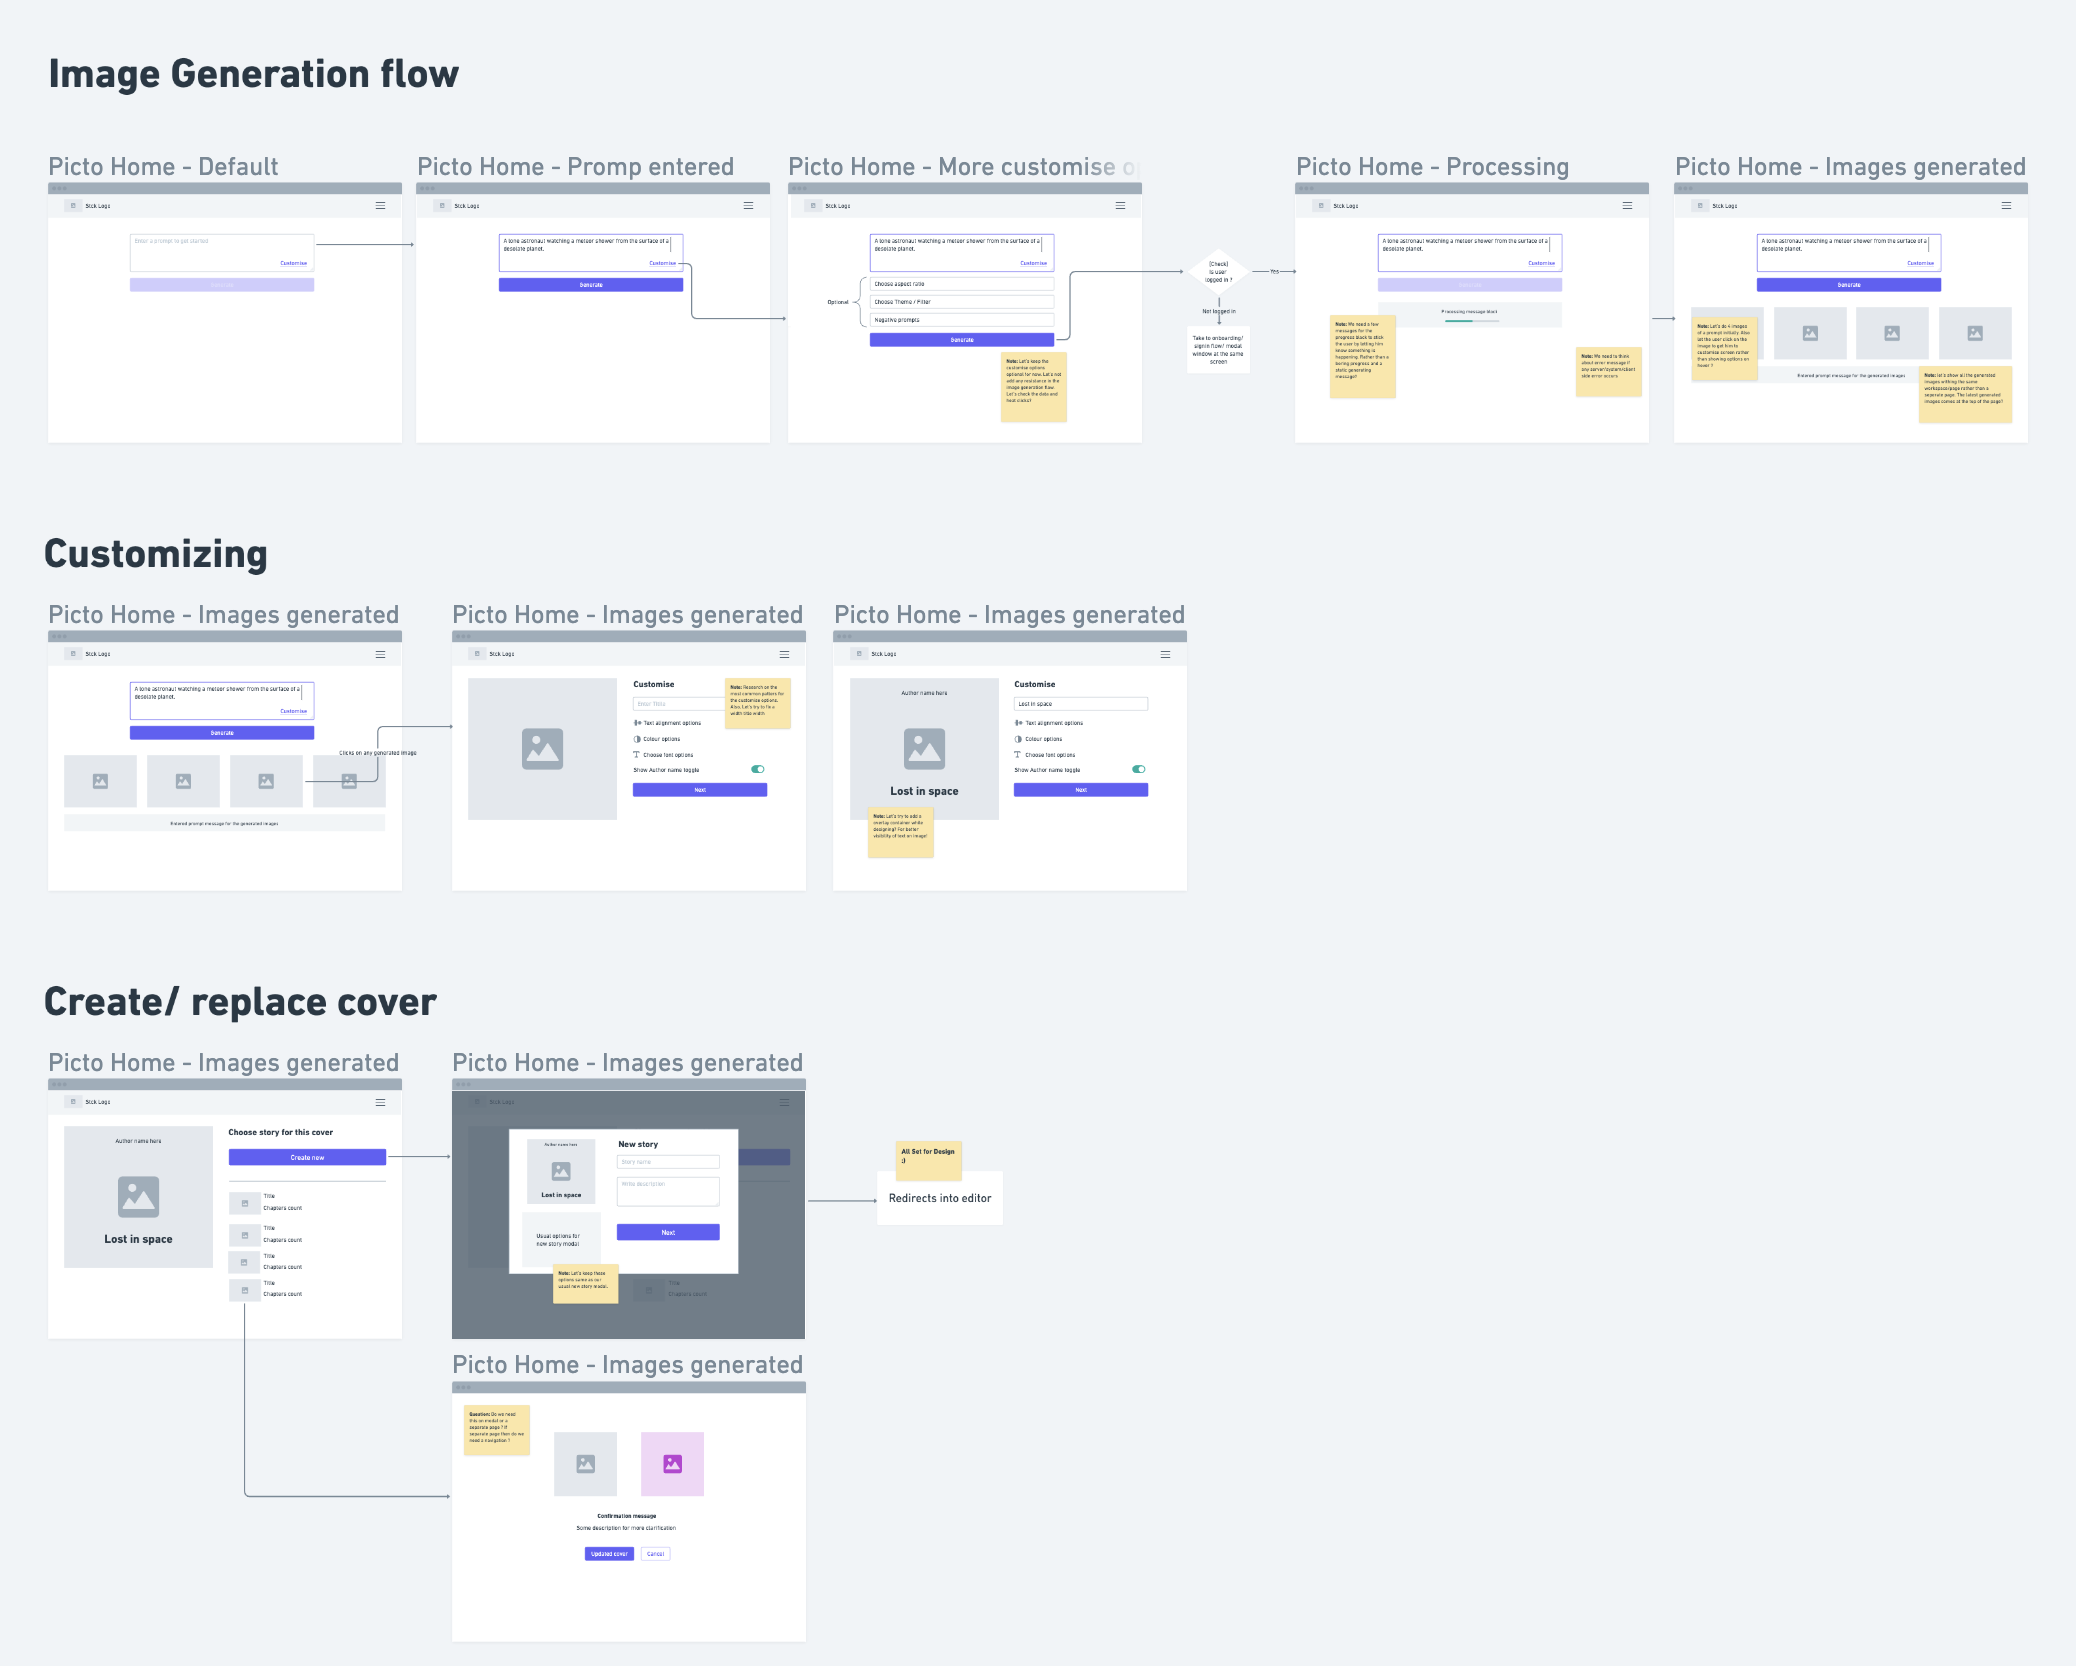 Image Generation flow
Picto Home - Default
Stck Logo
Enter a prompt to get started
Customise
Generate
Picto Home - Promp entered
Stck Logo
A lone astronaut watching a meteor shower from the surface of a
desolate planet.
Customise
Generate
Picto Home - More customise o
Stck Logo
A lone astronaut watching a meteor shower from the surface of a
desolate planet.
Customise
Optional
Choose aspect ratio
Choose Theme / Filter
Negative prompts
Generate
Note: Let's keep the
customise options
optional for now. Let's not
add any resistance in the
image generation flow.
Let's check the data and
heat clicks?
[Check]
Is user
logged in ?
Yes
Not logged in
Take to onboarding/
signin flow/ modal
window at the same
screen
Picto Home - Processing
Stck Logo
A lone astronaut watching a meteor shower from the surface of a
desolate planet.
Customise
Processing message block
Note: We need a few
messages for the
progress block to stick
the user by letting him
know something is
happening. Rather than a
boring progress and a
static generating
message?
Note: We need to think
about error message if
any server/system/client
side error occurs
Picto Home - Images generated
Stck Logo
A lone astronaut watching a meteor shower from the surface of a
desolate planet.
Customise
Generate
Note: Let's do 4 images
of a prompt initially. Also
let the user click on the
image to get him to
customise screen rather
than showing options on
hover ?
Entered prompt message for the generated images
Note: let's show all the generated
images withing the same
workspace/page rather than a
seperate page. The latest generated
images comes at the top of the page?
Customizing
Picto Home - Images generated
Stck Logo
A lone astronaut watching a meteor shower from the surface of a
desolate planet.
Customise
Generate
Clicks on any generated image
Entered prompt message for the generated images
Picto Home - Images generated
Stck Logo
Customise
Enter Title
Text alignment options
Colour options
Choose font options
Show Author name toggle
Next
Note: Research on the
most common pattern for
the customise options.
Also, Let's try to fix a
width title width.
Picto Home - Images generated
Stck Logo
Author name here
Lost in space
Customise
Lost in space
Text alignment options
Colour options
Choose font options
Show Author name toggle
Next
Note: Let's try to add a
overlay container while
designing? For better
visibility of text on image!
Create/ replace cover
Picto Home - Images generated
Stck Logo
Author name here
Lost in space
Choose story for this cover
Create new
Title
Chapters count
Title
Chapters count
Title
Chapters count
Title
Chapters count
Picto Home - Images generated
Stck Logo
Author name here
Lost in space
New story
Story name
Write description
Next
Usual options for
new story modal
Note: Let's keep these
options same as our
usual new story modal.
Title
Chapters count
All Set for Design
:)
Redirects into editor
Picto Home - Images generated
Question: Do we need
this on modal or a
separate page ? If
separate page then do we
need a navigation ?
Confirmation message
Some description for more clarification
Updated cover
Cancel